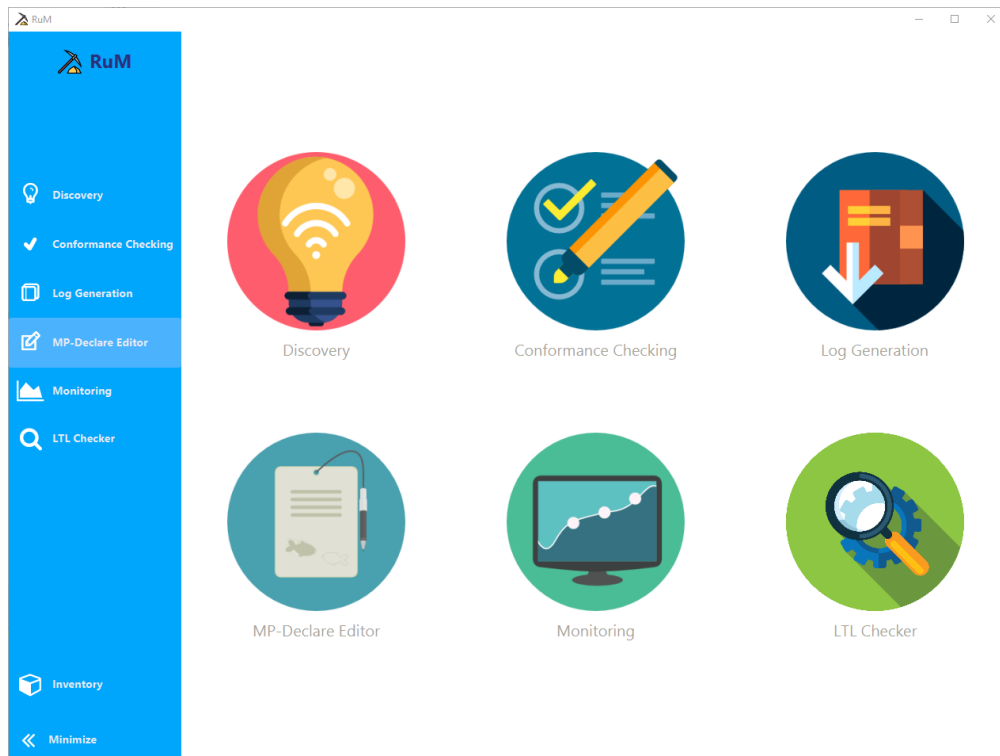 RuM
RuM
Discovery
Conformance Checking
Log Generation
MP-Declare Editor
Monitoring
LTL Checker
Inventory
Minimize
Discovery
Conformance Checking
Log Generation
MP-Declare Editor
Monitoring
LTL Checker